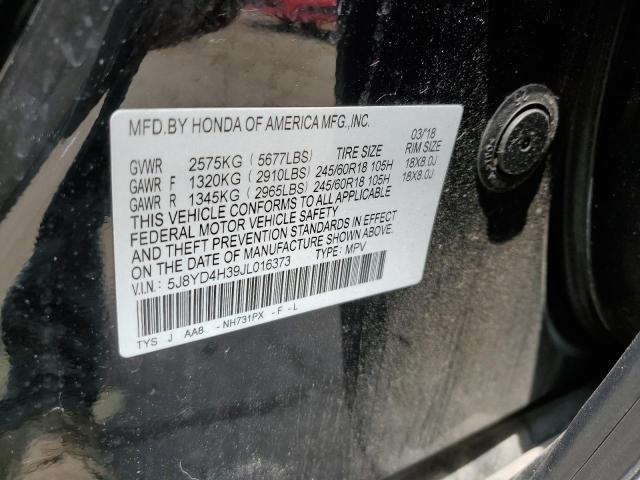 MFD.BY HONDA OF AMERICA MFG.,INC. 03/18
GVWR 2575KG ( 5677LBS) TIRE SIZE RIM SIZE
GAWR F 1320KG ( 2910LBS) 245/60R18 105H 18X8.0J
GAWR R 1345KG ( 2965LBS) 245/60R18 105H 18X8.0J
THIS VEHICLE CONFORMS TO ALL APPLICABLE
FEDERAL MOTOR VEHICLE SAFETY
AND THEFT PREVENTION STANDARDS IN EFFECT
ON THE DATE OF MANUFACTURE SHOWN ABOVE.
V.I.N: 5J8YD4H39JL016373 TYPE: MPV
TYS J AA8 -NH731PX -F -L